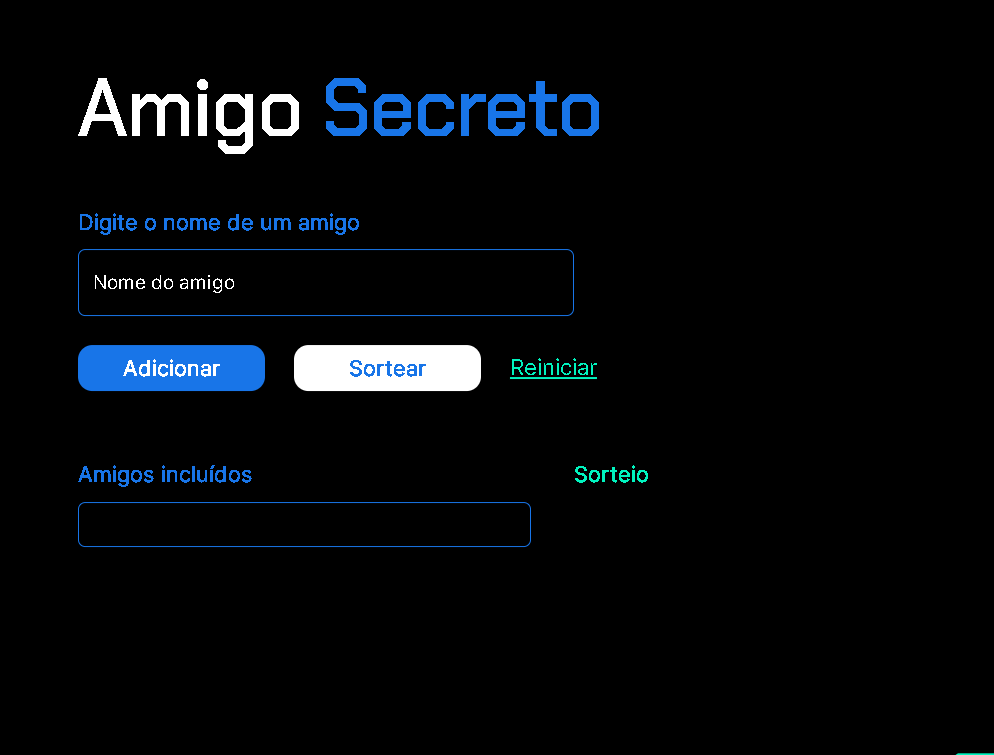 Amigo Secreto
Digite o nome de um amigo
Nome do amigo
Adicionar Sortear Reiniciar
Amigos incluídos Sorteio